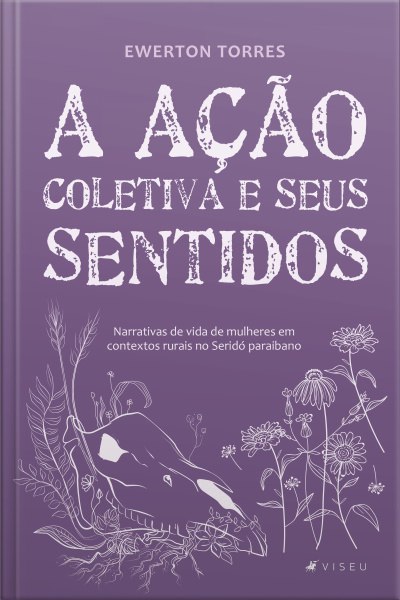 EWERTON TORRES
A AÇÃO
COLETIVA E SEUS
SENTIDOS
Narrativas de vida de mulheres em
contextos rurais no Seridó paraibano
VISEU